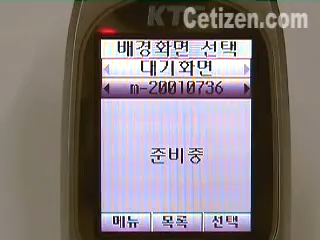 Cetizen.com
KTF
배경화면 선택
대기화면
m-20010736
준비중
메뉴 목록 선택